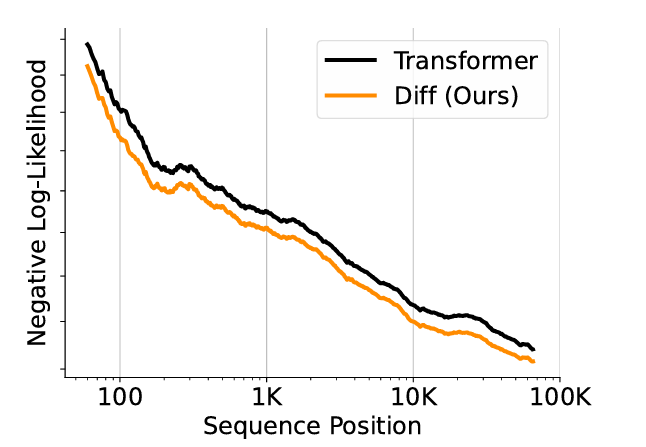 Transformer
Diff (Ours)
Negative Log-Likelihood
100 1K 10K 100K
Sequence Position